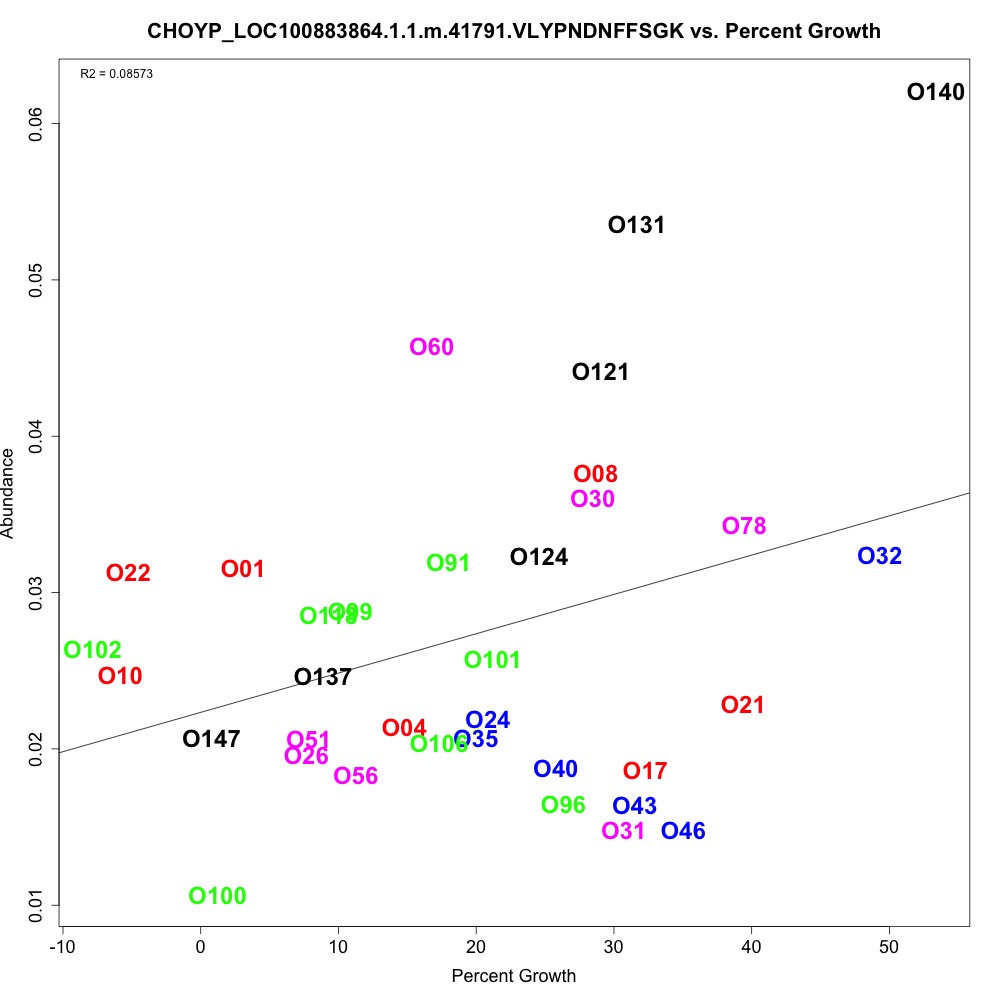 CHOYP_LOC100883864.1.1.m.41791.VLYPNDNFFSGK vs. Percent Growth
R2 = 0.08573
O140
0.06
O131
0.05
O60
O121
0.04
Abundance
O08
O30
O78
O124
O32
O91
O22
O01
0.03
O99
O118
O102
O101
O10
O137
O21
O24
O04
O51
O147
O35
O106
0.02
O26
O56
O40
O17
O96
O43
O31
O46
O100
0.01
-10 0 10 20 30 40 50
Percent Growth